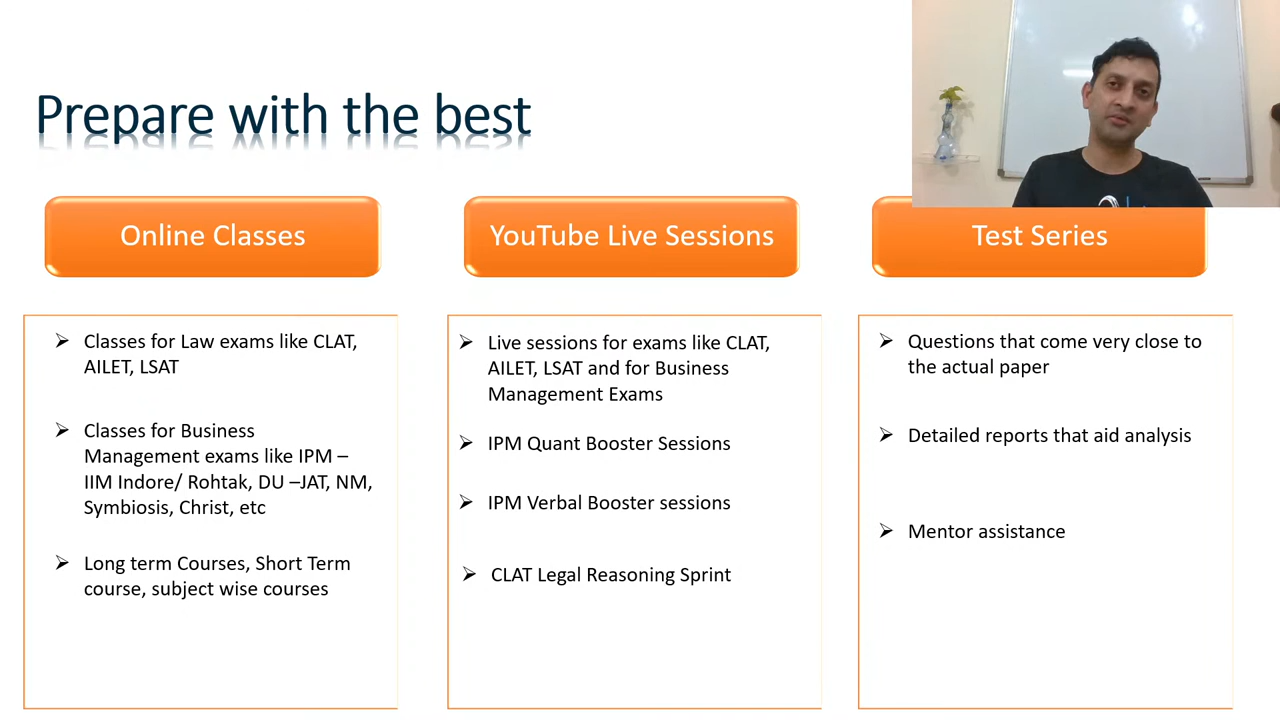 Prepare with the best
Online Classes
Classes for Law exams like CLAT,
AILET, LSAT
Classes for Business
Management exams like IPM –
IIM Indore/ Rohtak, DU –JAT, NM,
Symbiosis, Christ, etc
Long term Courses, Short Term
course, subject wise courses
YouTube Live Sessions
Live sessions for exams like CLAT,
AILET, LSAT and for Business
Management Exams
IPM Quant Booster Sessions
IPM Verbal Booster sessions
CLAT Legal Reasoning Sprint
Test Series
Questions that come very close to
the actual paper
Detailed reports that aid analysis
Mentor assistance